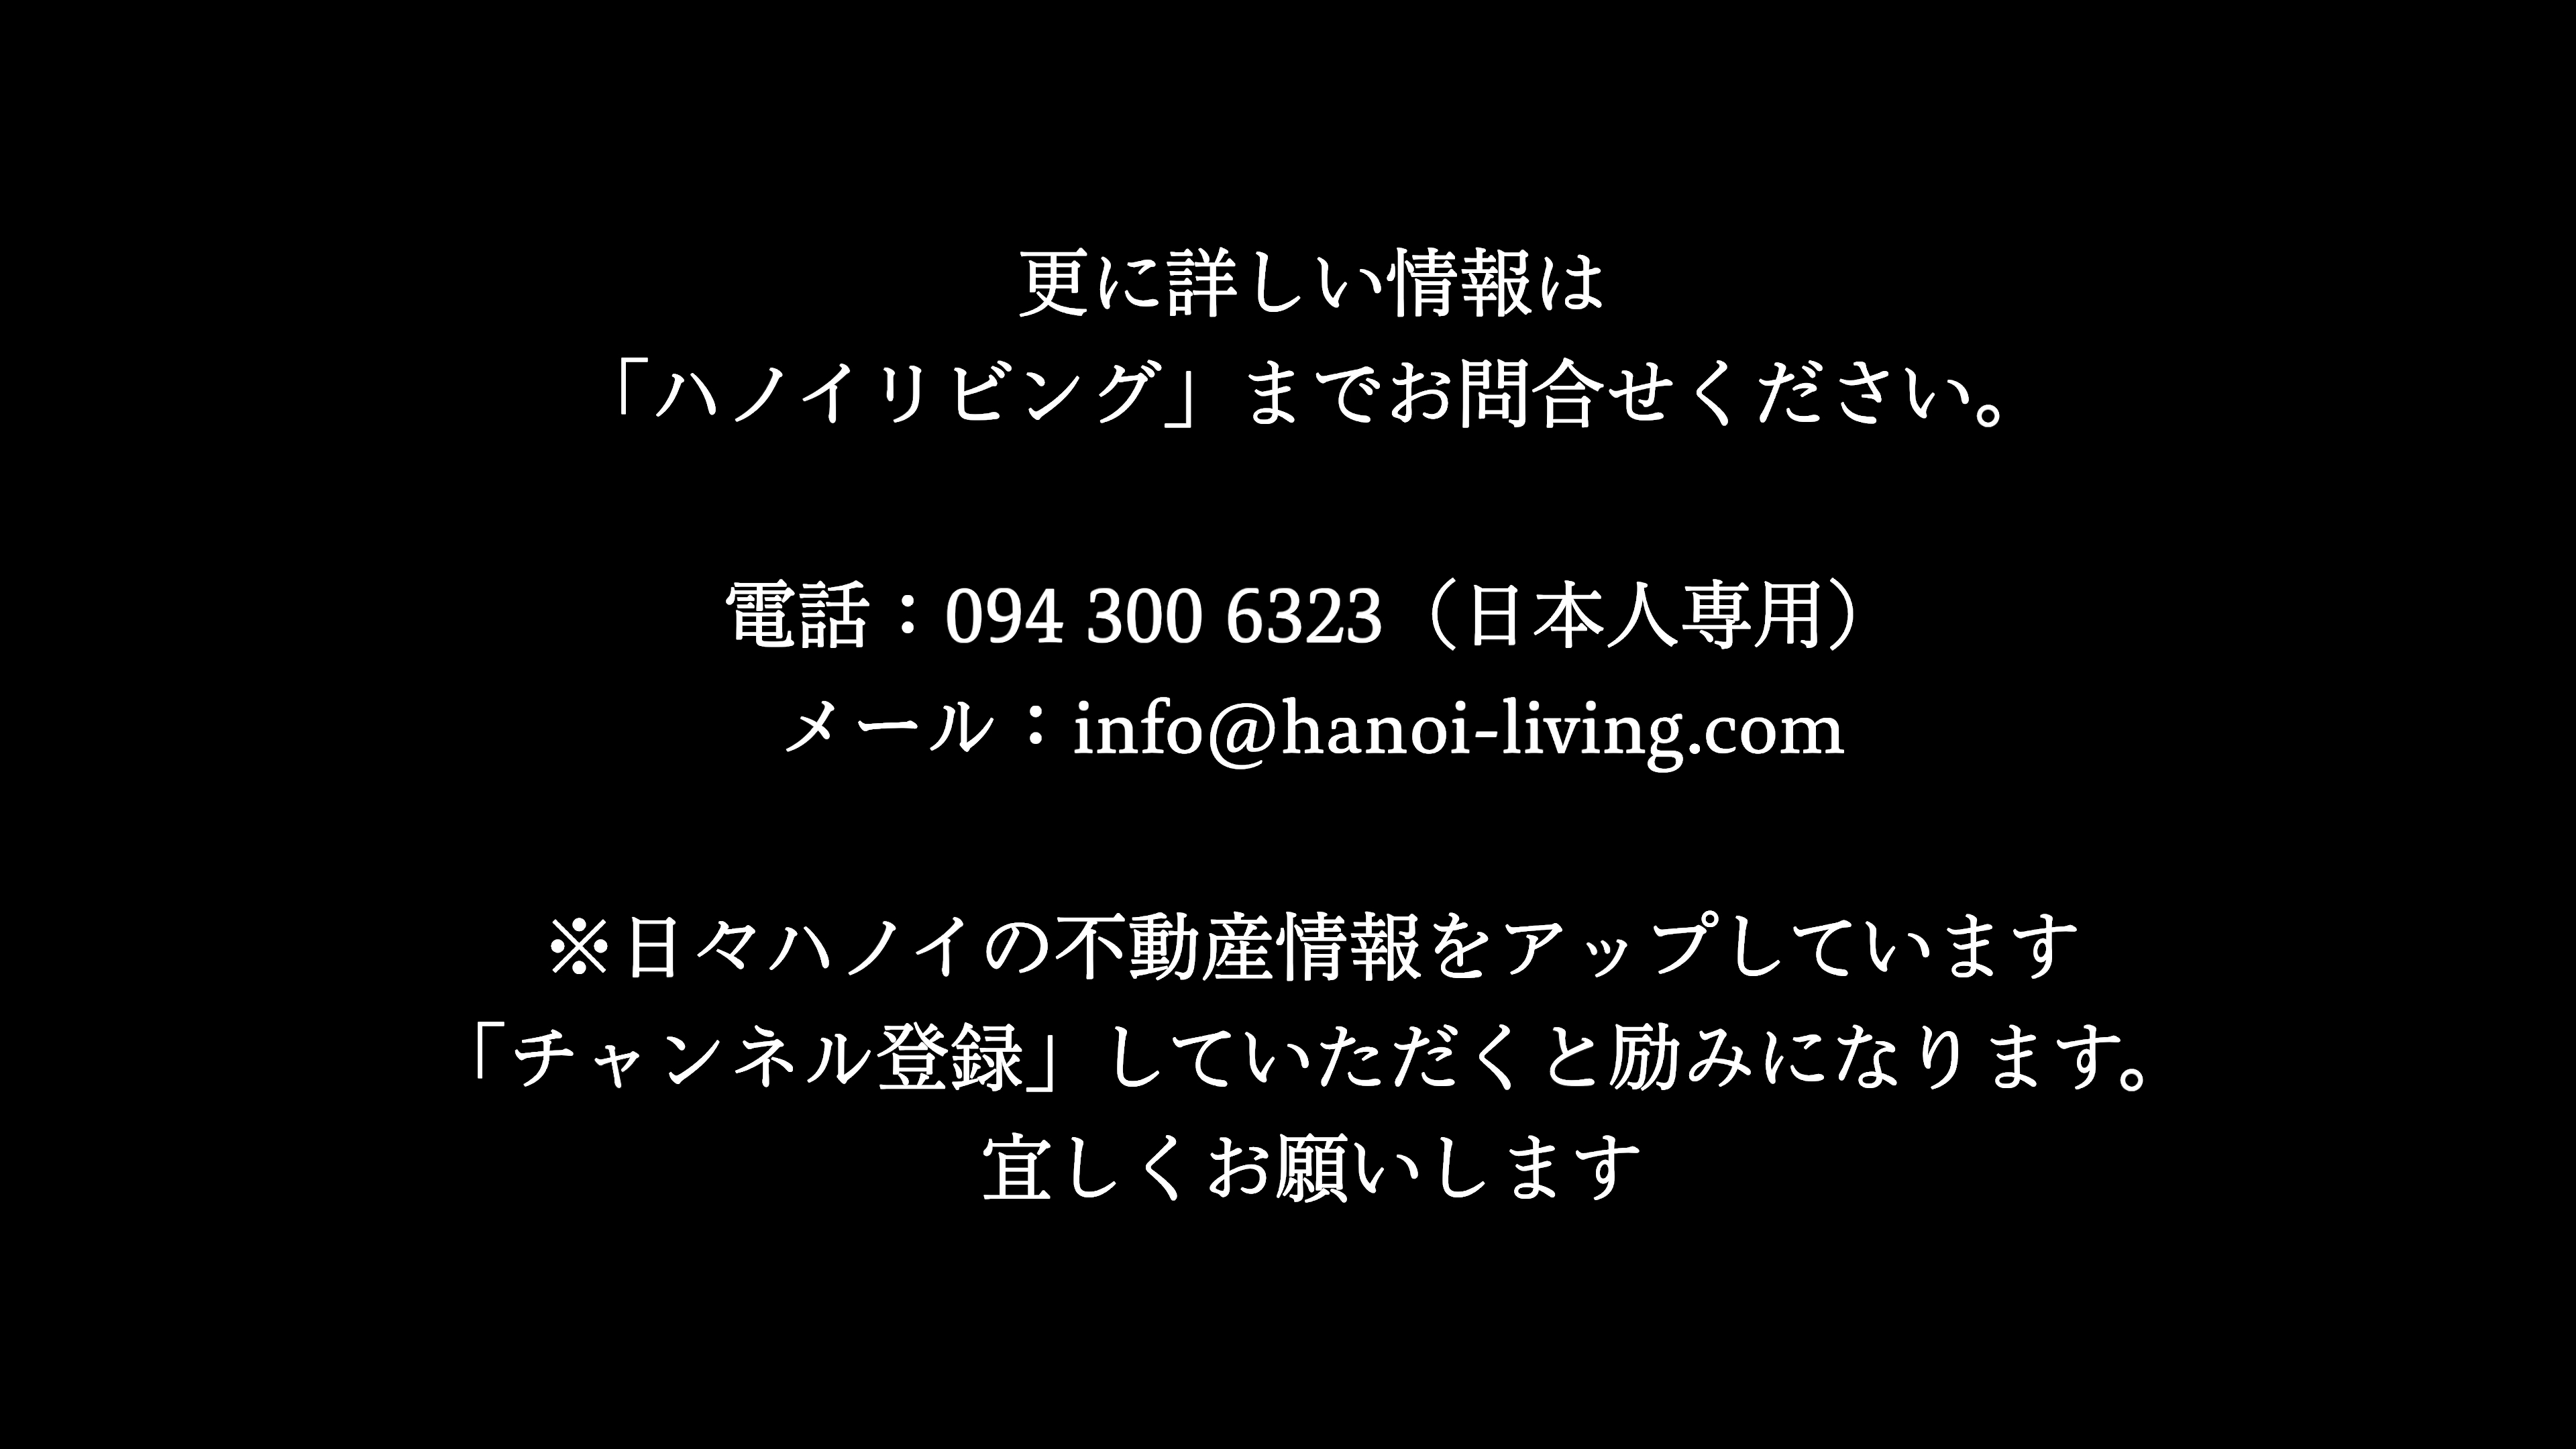 更に詳しい情報は
「ハノイリビング」までお問合せください。
電話：094 300 6323（日本人専用）
メール：info@hanoi-living.com
※日々ハノイの不動産情報をアップしています
「チャンネル登録」していただくと励みになります。
宜しくお願いします